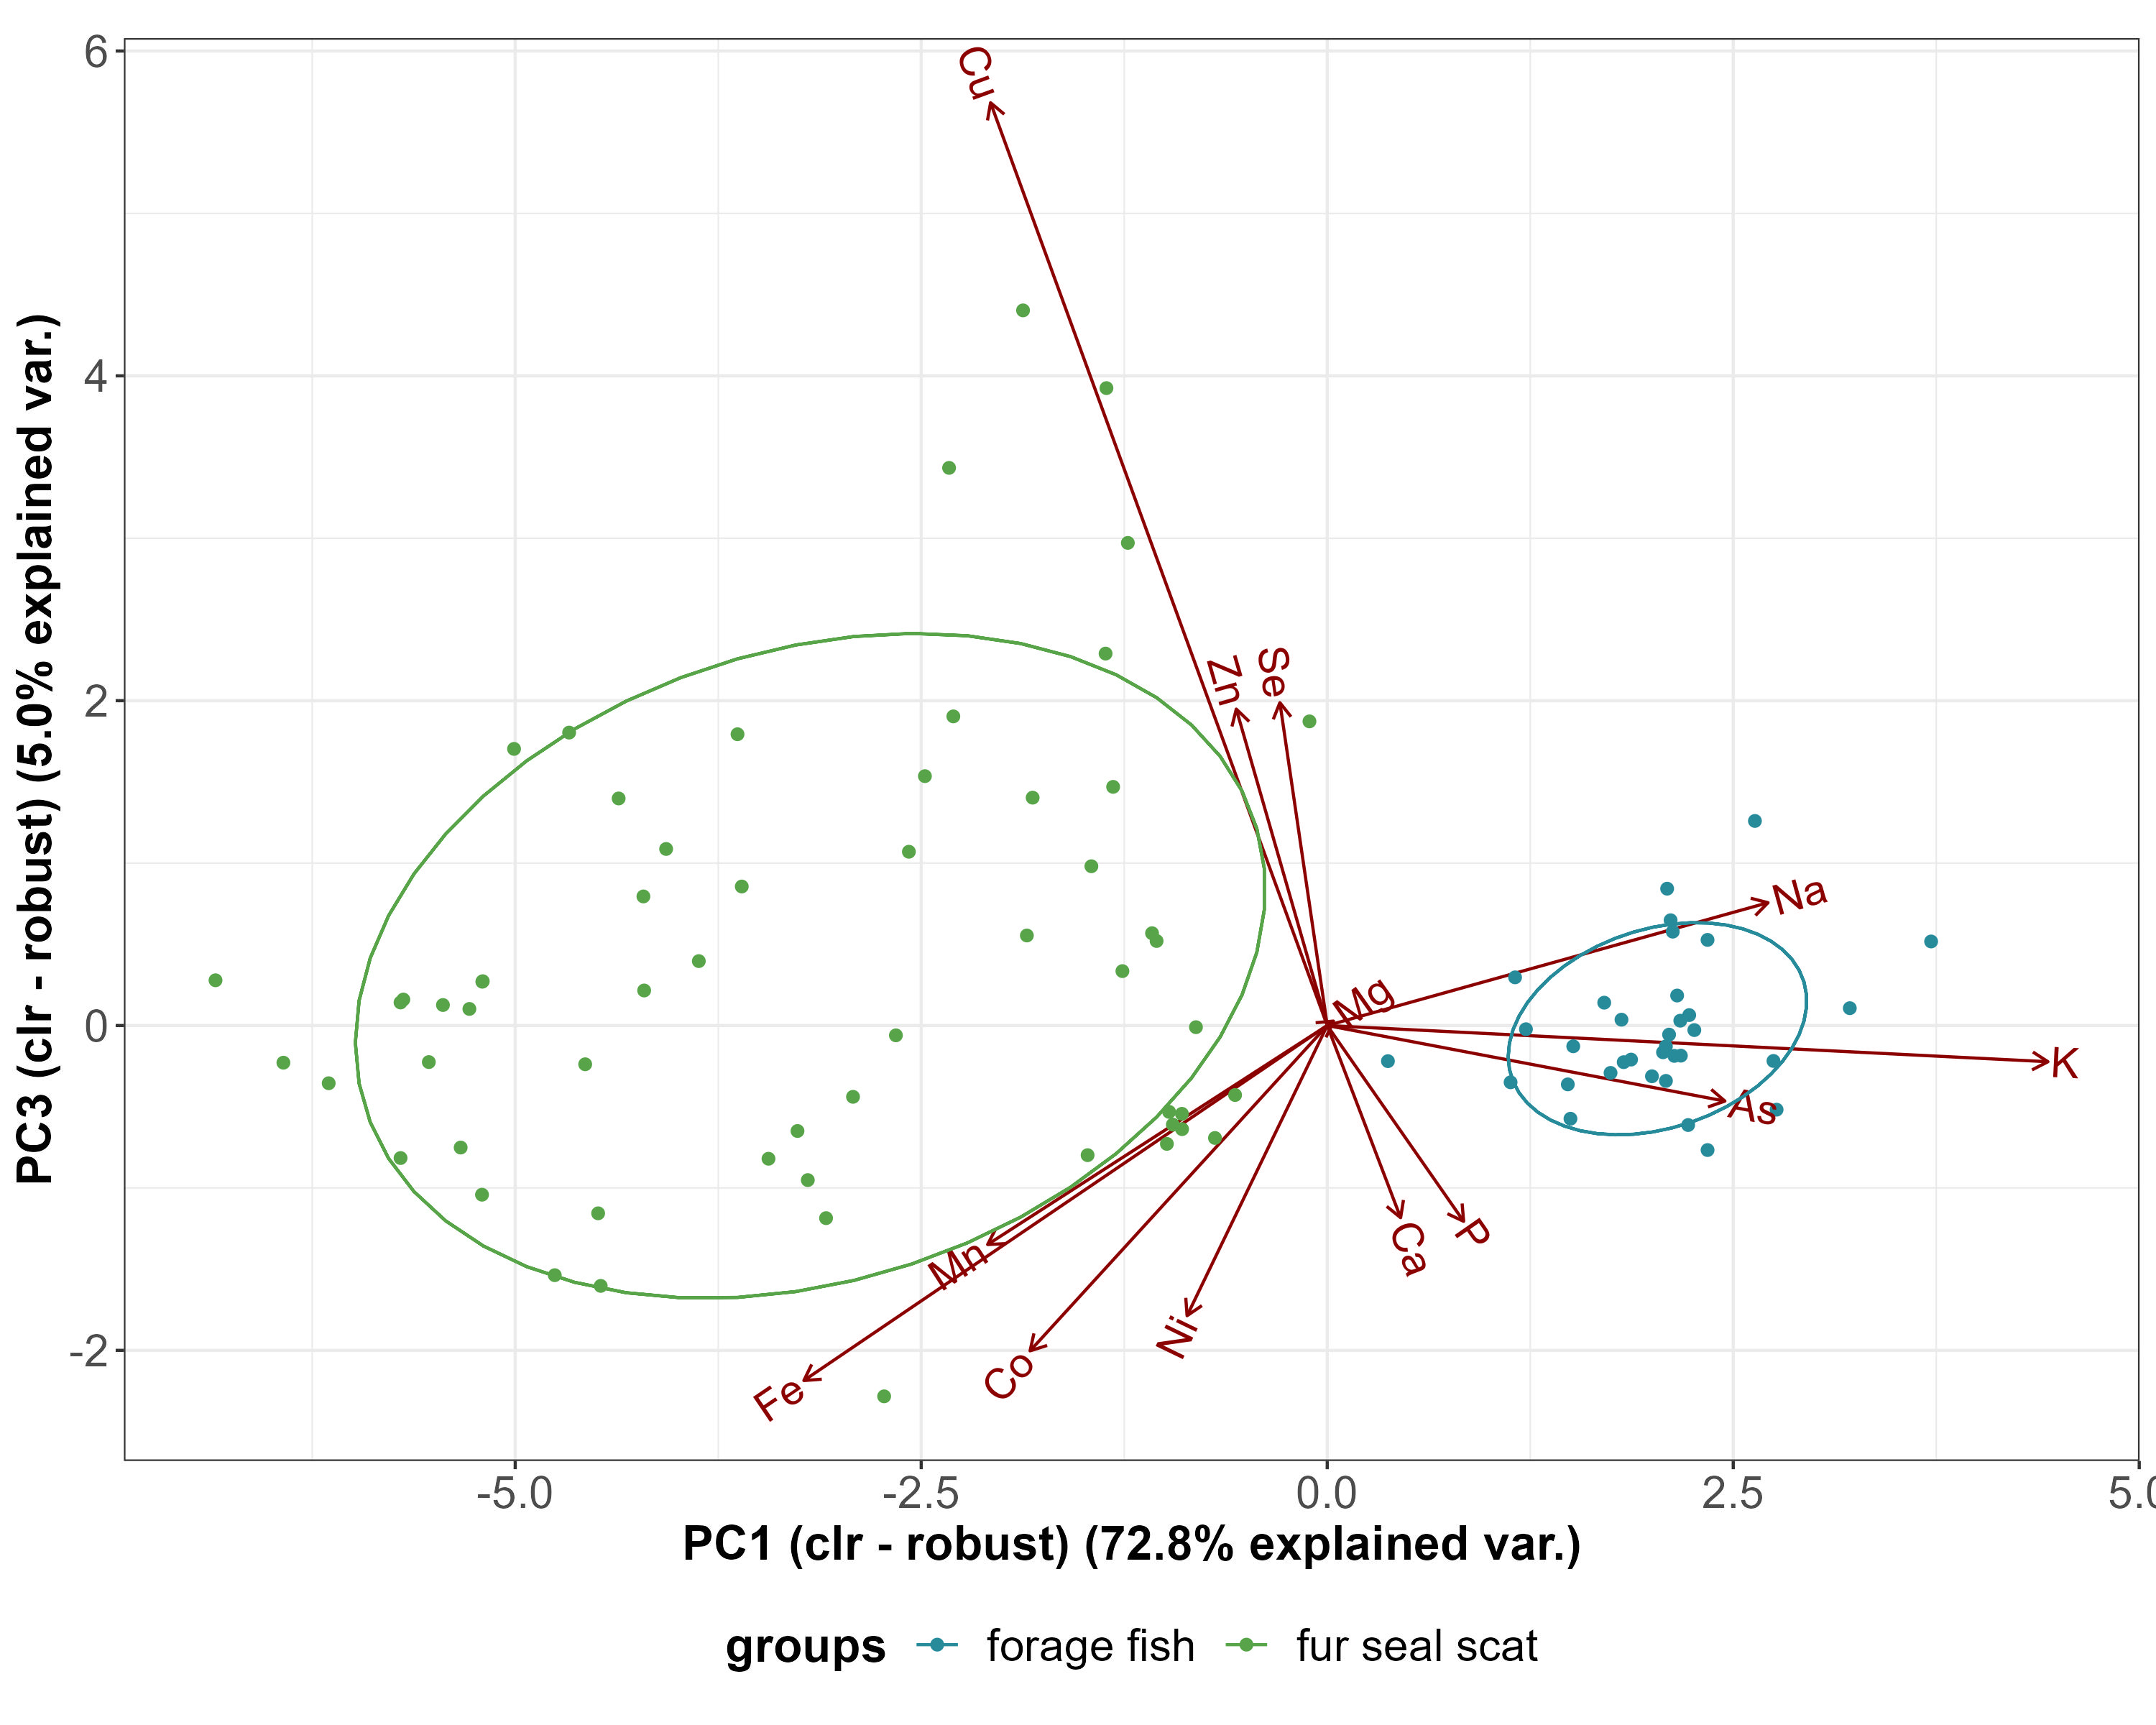 PC3 (clr - robust) (5.0% explained var.)
6
4
2
0
-2
Cu
Zn
Se
Na
Mg
K
As
P
Ca
Mn
Ni
Co
Fe
-5.0
-2.5
0.0
2.5
5.0
PC1 (clr - robust) (72.8% explained var.)
groups forage fish fur seal scat